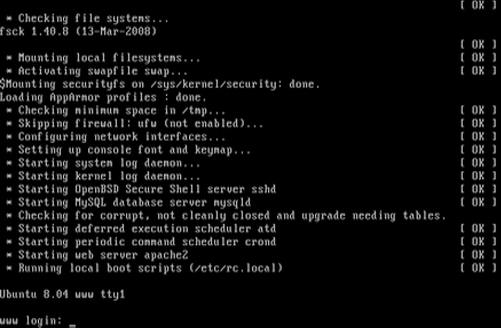 [ OK ]
* Checking file systems...
fsck 1.40.8 (13-Mar-2008)
[ OK ]
* Mounting local filesystems... [ OK ]
* Activating swapfile swap... [ OK ]
$Mounting securityfs on /sys/kernel/security: done.
Loading AppArmor profiles : done.
* Checking minimum space in /tmp... [ OK ]
* Skipping firewall: ufw (not enabled)... [ OK ]
* Configuring network interfaces... [ OK ]
* Setting up console font and keymap... [ OK ]
* Starting system log daemon... [ OK ]
* Starting kernel log daemon... [ OK ]
* Starting OpenBSD Secure Shell server sshd [ OK ]
* Starting MySQL database server mysqld [ OK ]
* Checking for corrupt, not cleanly closed and upgrade needing tables.
* Starting deferred execution scheduler atd [ OK ]
* Starting periodic command scheduler crond [ OK ]
* Starting web server apache2 [ OK ]
* Running local boot scripts (/etc/rc.local) [ OK ]
Ubuntu 8.04 www tty1
www login: _